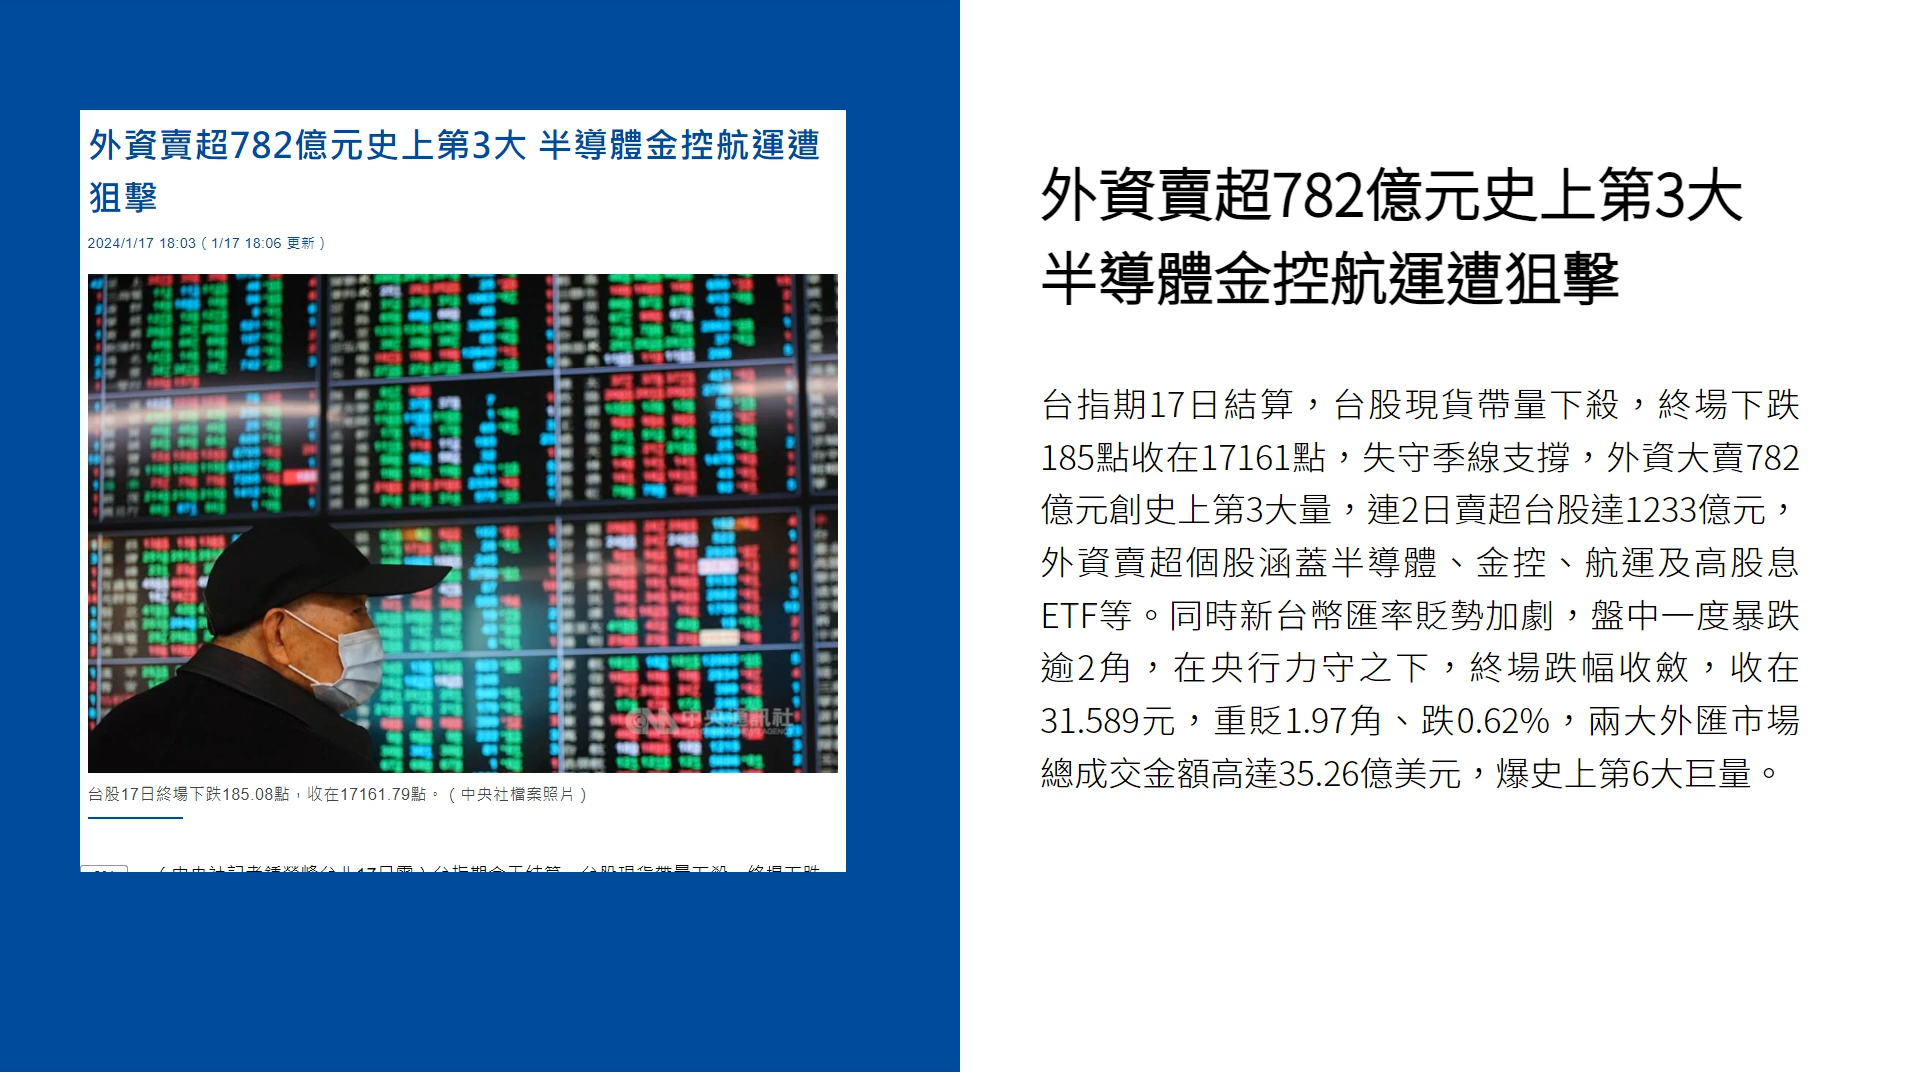 外資賣超782億元史上第3大 半導體金控航運遭
狙擊
2024/1/17 18:03（1/17 18:06 更新）
中央通訊社
台股17日終場下跌185.08點，收在17161.79點。（中央社檔案照片）
外資賣超782億元史上第3大
半導體金控航運遭狙擊
台指期17日結算，台股現貨帶量下殺，終場下跌
185點收在17161點，失守季線支撐，外資大賣782
億元創史上第3大量，連2日賣超台股達1233億元，
外資賣超個股涵蓋半導體、金控、航運及高股息
ETF等。同時新台幣匯率貶勢加劇，盤中一度暴跌
逾2角，在央行力守之下，終場跌幅收斂，收在
31.589元，重貶1.97角、跌0.62%，兩大外匯市場
總成交金額高達35.26億美元，爆史上第6大巨量。